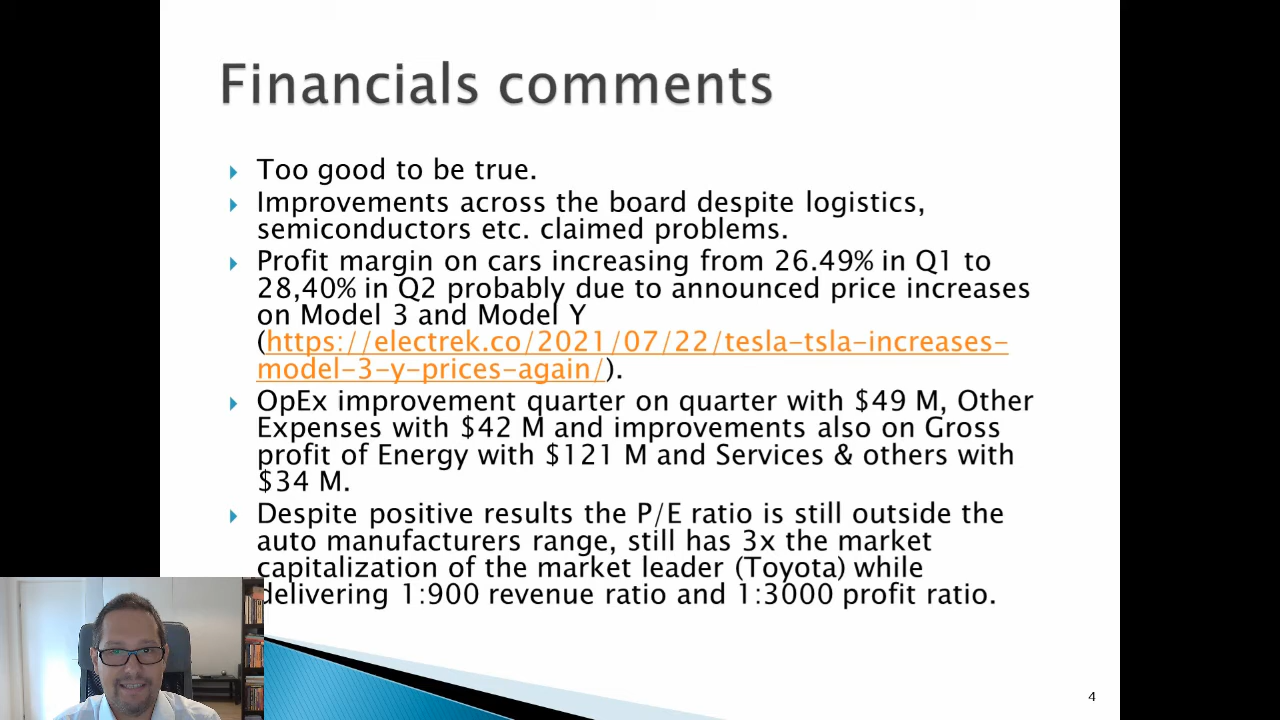 Financials comments
Too good to be true.
Improvements across the board despite logistics,
semiconductors etc. claimed problems.
Profit margin on cars increasing from 26.49% in Q1 to
28,40% in Q2 probably due to announced price increases
on Model 3 and Model Y
(https://electrek.co/2021/07/22/tesla-tsla-increases-
model-3-y-prices-again/).
OpEx improvement quarter on quarter with $49 M, Other
Expenses with $42 M and improvements also on Gross
profit of Energy with $121 M and Services & others with
$34 M.
Despite positive results the P/E ratio is still outside the
auto manufacturers range, still has 3x the market
capitalization of the market leader (Toyota) while
delivering 1:900 revenue ratio and 1:3000 profit ratio.
4